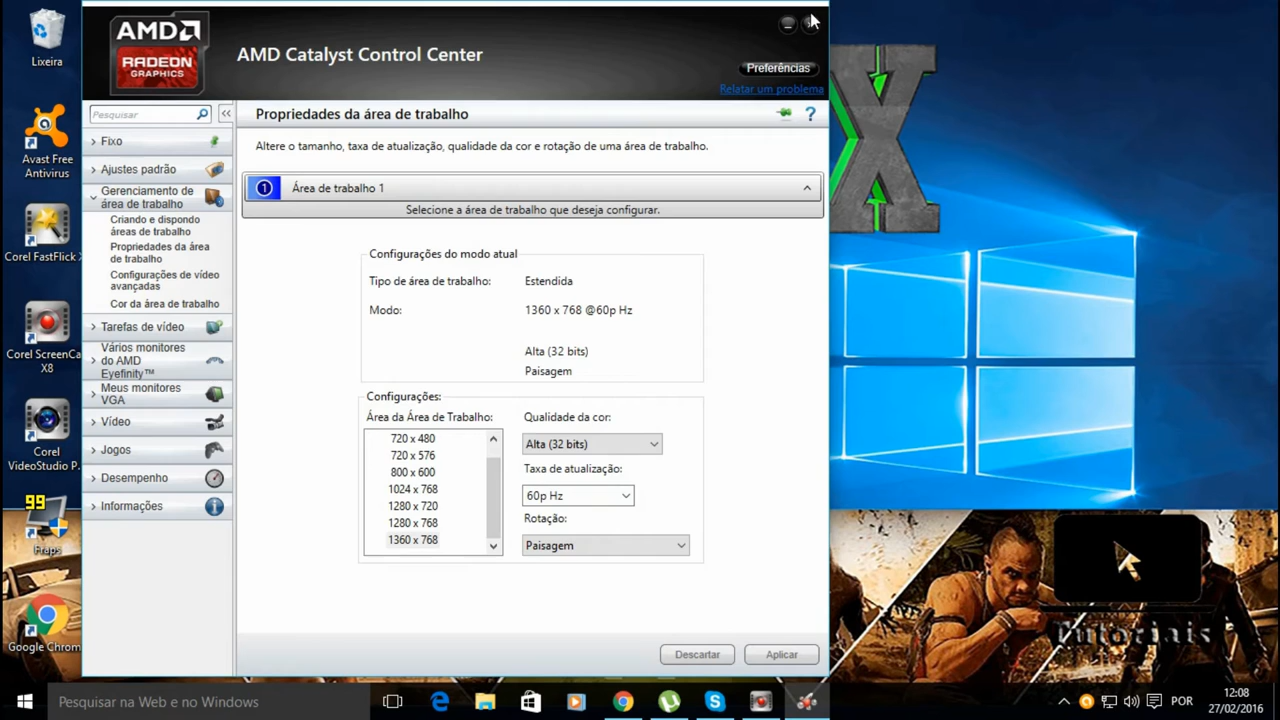 Lixeira
Avast Free
Antivirus
Corel FastFlick
Corel ScreenCa
X8
Corel
VideoStudio P.
99
Fraps
Google Chrom
AMD
RADEON
GRAPHICS
AMD Catalyst Control Center
Preferências
Relatar um problema
Pesquisar
Fixo
Ajustes padrão
Gerenciamento de
área de trabalho
Criando e dispondo
áreas de trabalho
Propriedades da área
de trabalho
Configurações de vídeo
avançadas
Cor da área de trabalho
Tarefas de vídeo
Vários monitores
do AMD
Eyefinity™
Meus monitores
VGA
Vídeo
Jogos
Desempenho
Informações
Propriedades da área de trabalho
?
Altere o tamanho, taxa de atualização, qualidade da cor e rotação de uma área de trabalho.
1 Área de trabalho 1
Selecione a área de trabalho que deseja configurar.
Configurações do modo atual
Tipo de área de trabalho: Estendida
Modo: 1360 x 768 @60p Hz
Alta (32 bits)
Paisagem
Configurações:
Área da Área de Trabalho:
720 x 480
720 x 576
800 x 600
1024 x 768
1280 x 720
1280 x 768
1360 x 768
Qualidade da cor:
Alta (32 bits)
Taxa de atualização:
60p Hz
Rotação:
Paisagem
Descartar
Aplicar
X
Tutoriais
Pesquisar na Web e no Windows
POR
12:08
27/02/2016